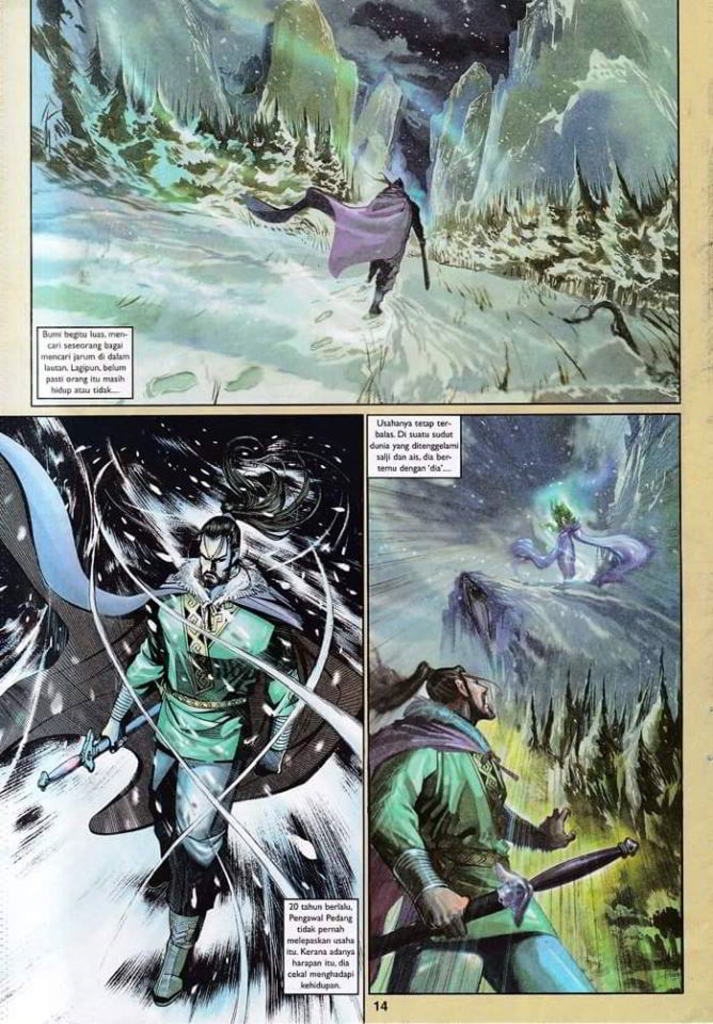 Bumi begitu luas, men-
cari seseorang bagai
mencari jarum di dalam
lautan. Lagipun, belum
pasti orang itu masih
hidup atau tidak....
20 tahun berlalu,
Pengawal Pedang
tidak pernah
melepaskan usaha
itu. Kerana adanya
harapan itu, dia
cekal menghadapi
kehidupan.
Usahanya tetap ter-
balas. Di suatu sudut
dunia yang ditenggelami
salji dan ais, dia ber-
temu dengan 'dia'....
14